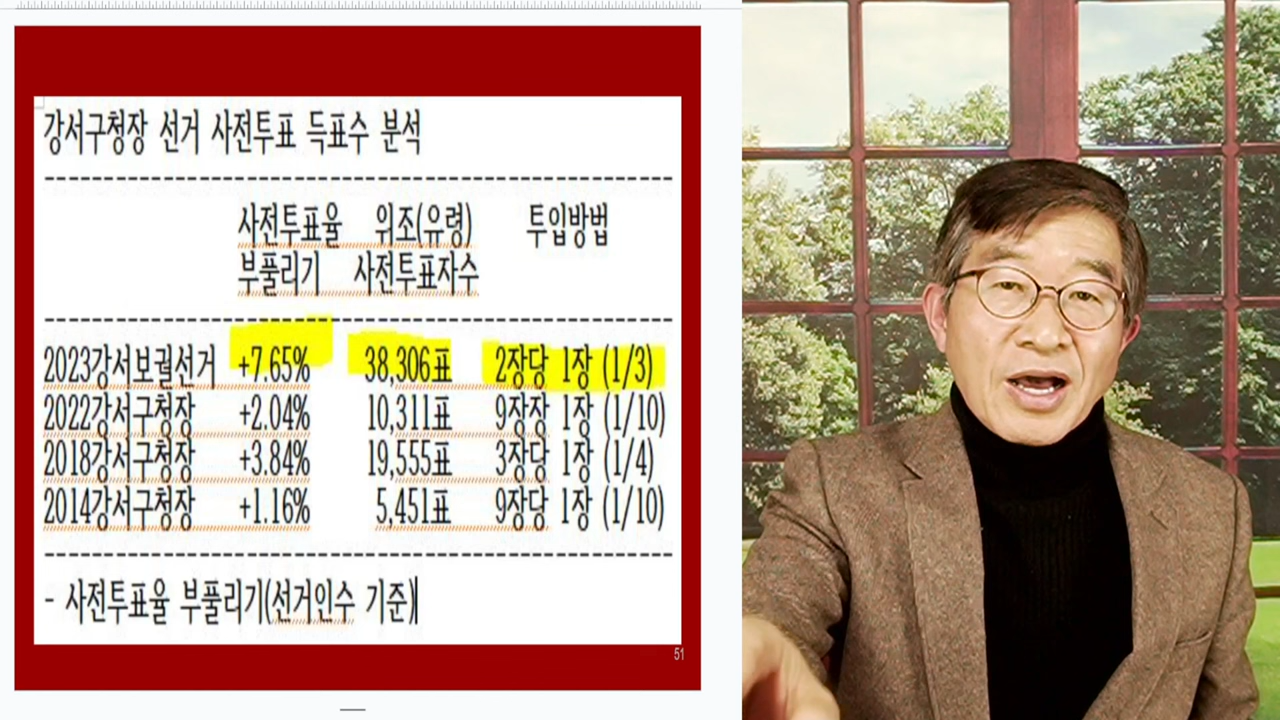 강서구청장 선거 사전투표 득표수 분석
사전투표율 위조(유령) 투입방법
부풀리기 사전투표자수
2023강서보궐선거 +7.65% 38,306표 2장당 1장 (1/3)
2022강서구청장 +2.04% 10,311표 9장장 1장 (1/10)
2018강서구청장 +3.84% 19,555표 3장당 1장 (1/4)
2014강서구청장 +1.16% 5,451표 9장당 1장 (1/10)
- 사전투표율 부풀리기(선거인수 기준)
51